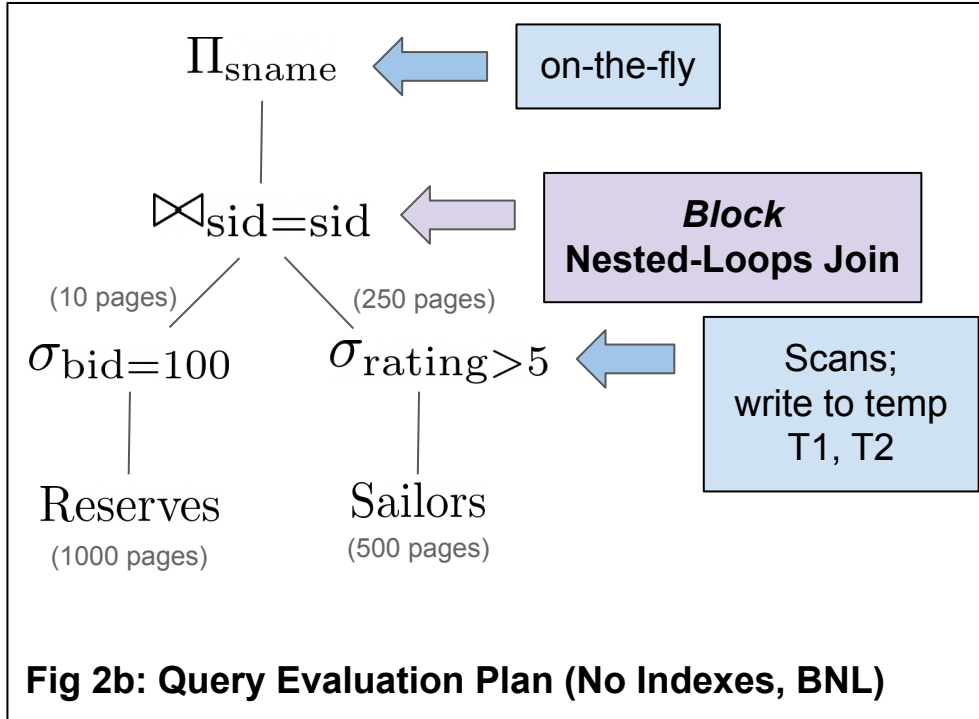 Π_sname
on-the-fly
⋈_sid=sid
Block
Nested-Loops Join
(10 pages)
(250 pages)
σ_bid=100
σ_rating>5
Scans;
write to temp
T1, T2
Reserves
Sailors
(1000 pages)
(500 pages)
Fig 2b: Query Evaluation Plan (No Indexes, BNL)